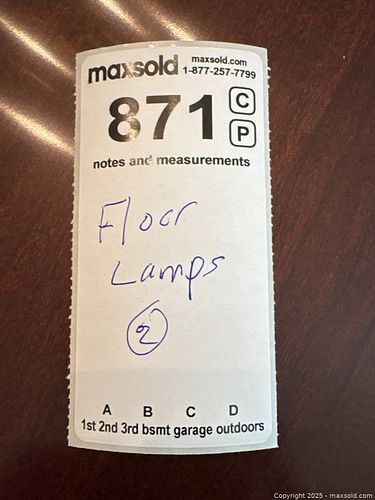 maxsold
maxsold.com
1-877-257-7799
871
C
P
notes and measurements
Floor
Lamps
2
A B C D
1st 2nd 3rd bsmt garage outdoors
Copyright 2025 - maxsold.com